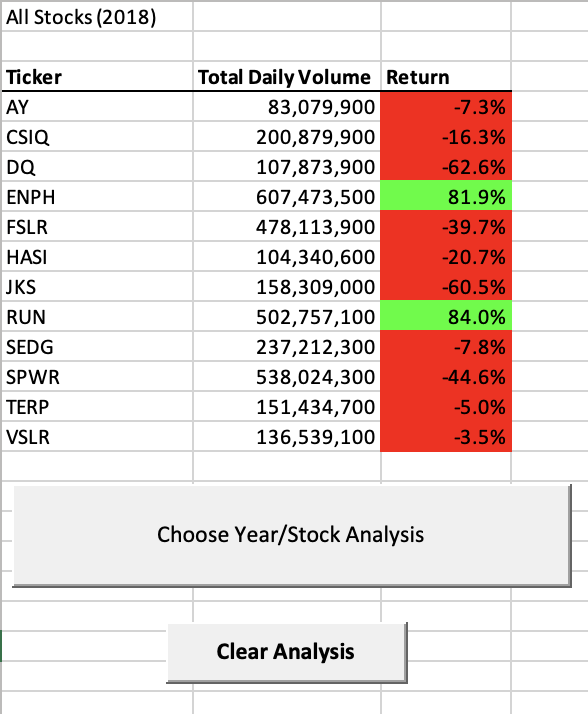 All Stocks (2018)
Ticker Total Daily Volume Return
AY 83,079,900 -7.3%
CSIQ 200,879,900 -16.3%
DQ 107,873,900 -62.6%
ENPH 607,473,500 81.9%
FSLR 478,113,900 -39.7%
HASI 104,340,600 -20.7%
JKS 158,309,000 -60.5%
RUN 502,757,100 84.0%
SEDG 237,212,300 -7.8%
SPWR 538,024,300 -44.6%
TERP 151,434,700 -5.0%
VSLR 136,539,100 -3.5%
Choose Year/Stock Analysis
Clear Analysis